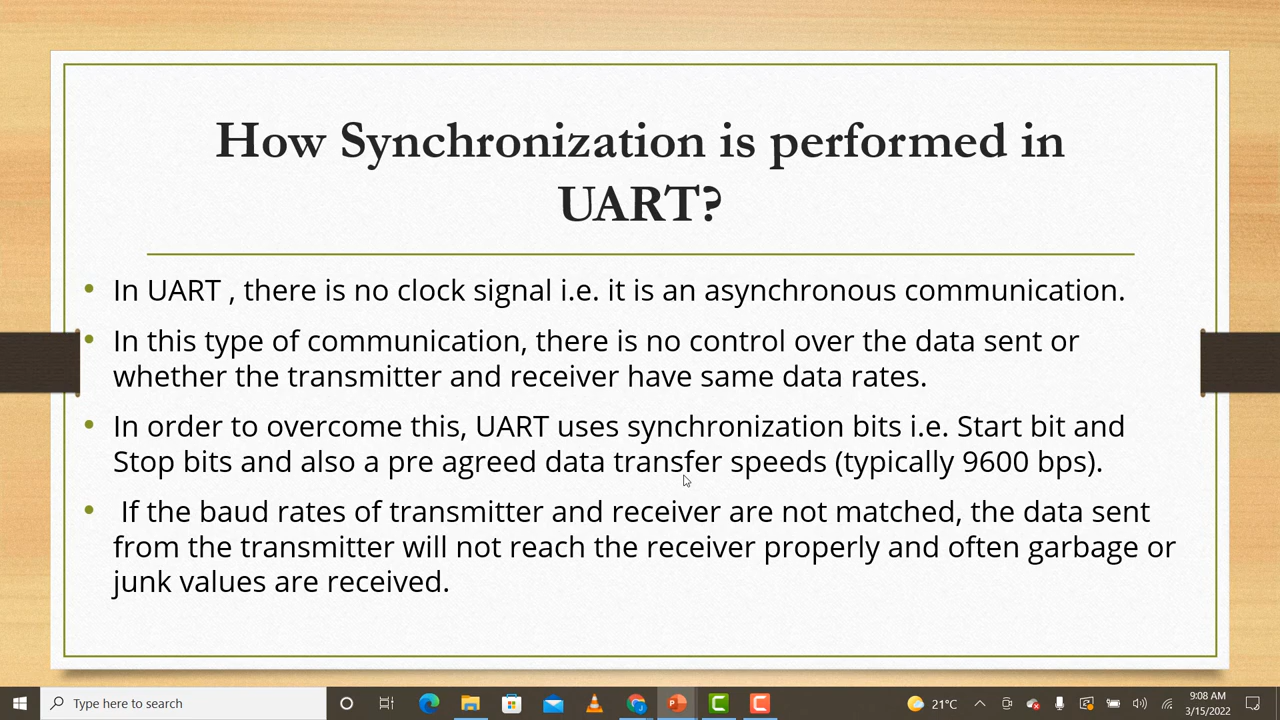 How Synchronization is performed in
UART?
• In UART , there is no clock signal i.e. it is an asynchronous communication.
• In this type of communication, there is no control over the data sent or
whether the transmitter and receiver have same data rates.
• In order to overcome this, UART uses synchronization bits i.e. Start bit and
Stop bits and also a pre agreed data transfer speeds (typically 9600 bps).
• If the baud rates of transmitter and receiver are not matched, the data sent
from the transmitter will not reach the receiver properly and often garbage or
junk values are received.
Type here to search
21°C
9:08 AM
3/15/2022